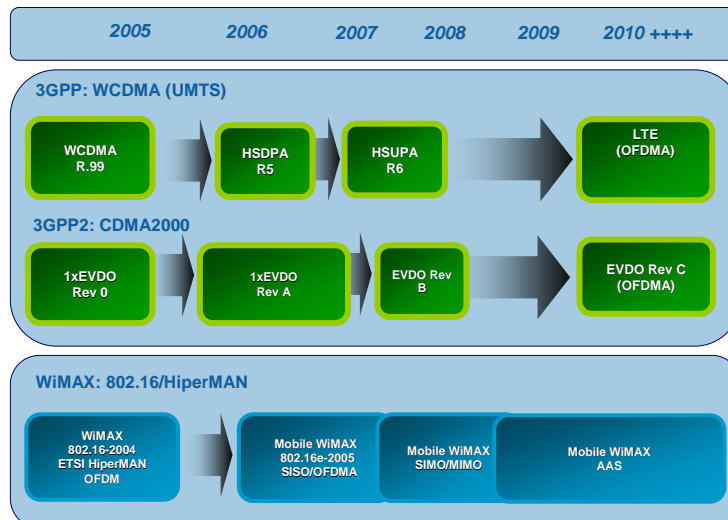 2005 2006 2007 2008 2009 2010 ++++
3GPP: WCDMA (UMTS)
WCDMA
R.99
HSDPA
R5
HSUPA
R6
LTE
(OFDMA)
3GPP2: CDMA2000
1xEVDO
Rev 0
1xEVDO
Rev A
EVDO Rev
B
EVDO Rev C
(OFDMA)
WiMAX: 802.16/HiperMAN
WiMAX
802.16-2004
ETSI HiperMAN
OFDM
Mobile WiMAX
802.16e-2005
SISO/OFDMA
Mobile WiMAX
SIMO/MIMO
Mobile WiMAX
AAS